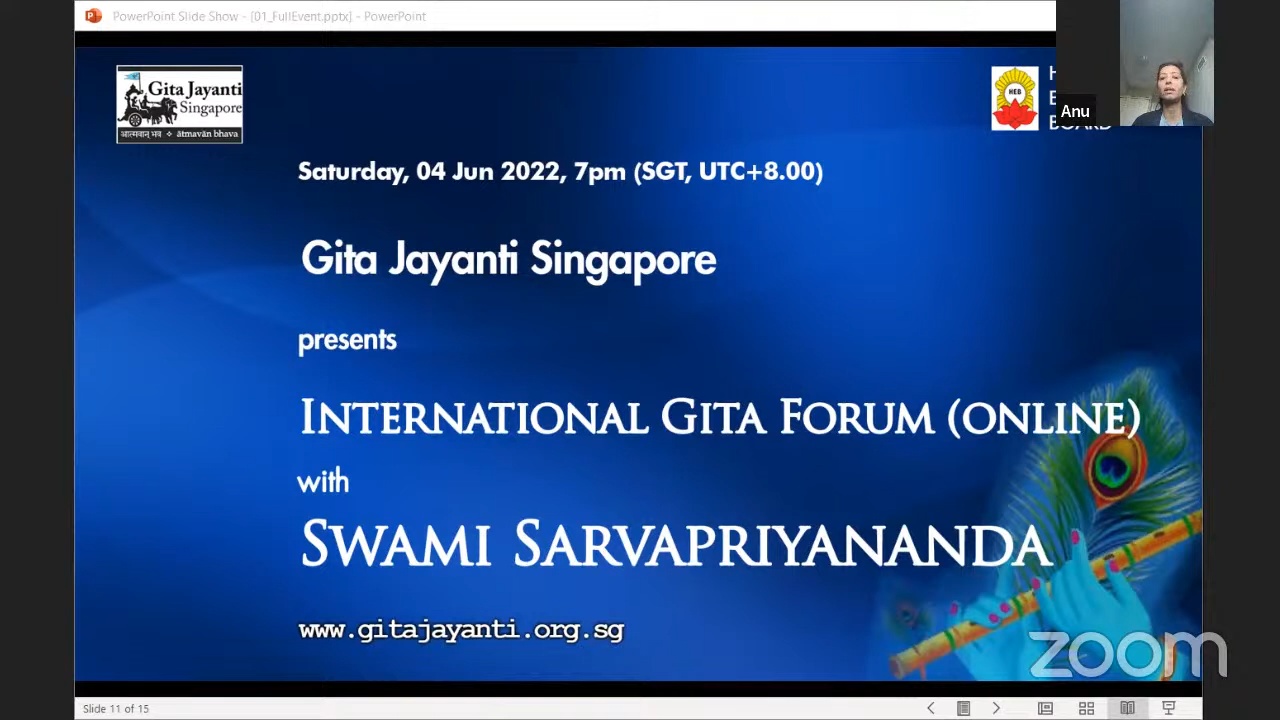 PowerPoint Slide Show - [01_FullEvent.pptx] - PowerPoint
Gita Jayanti
Singapore
आत्मवान् भव ✧ ātmavān bhava
HEB
BOARD
Anu
Saturday, 04 Jun 2022, 7pm (SGT, UTC+8.00)
Gita Jayanti Singapore
presents
INTERNATIONAL GITA FORUM (ONLINE)
with
SWAMI SARVAPRIYANANDA
www.gitajayanti.org.sg
zoom
Slide 11 of 15